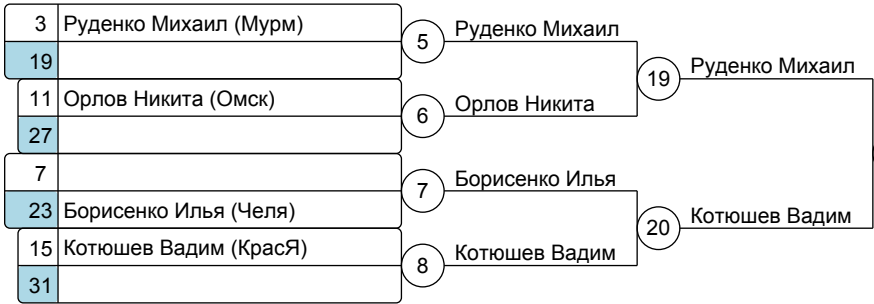 3 Руденко Михаил (Мурм)
19
5 Руденко Михаил
11 Орлов Никита (Омск)
27
6 Орлов Никита
19 Руденко Михаил
7
23 Борисенко Илья (Челя)
7 Борисенко Илья
15 Котюшев Вадим (КрасЯ)
31
8 Котюшев Вадим
20 Котюшев Вадим